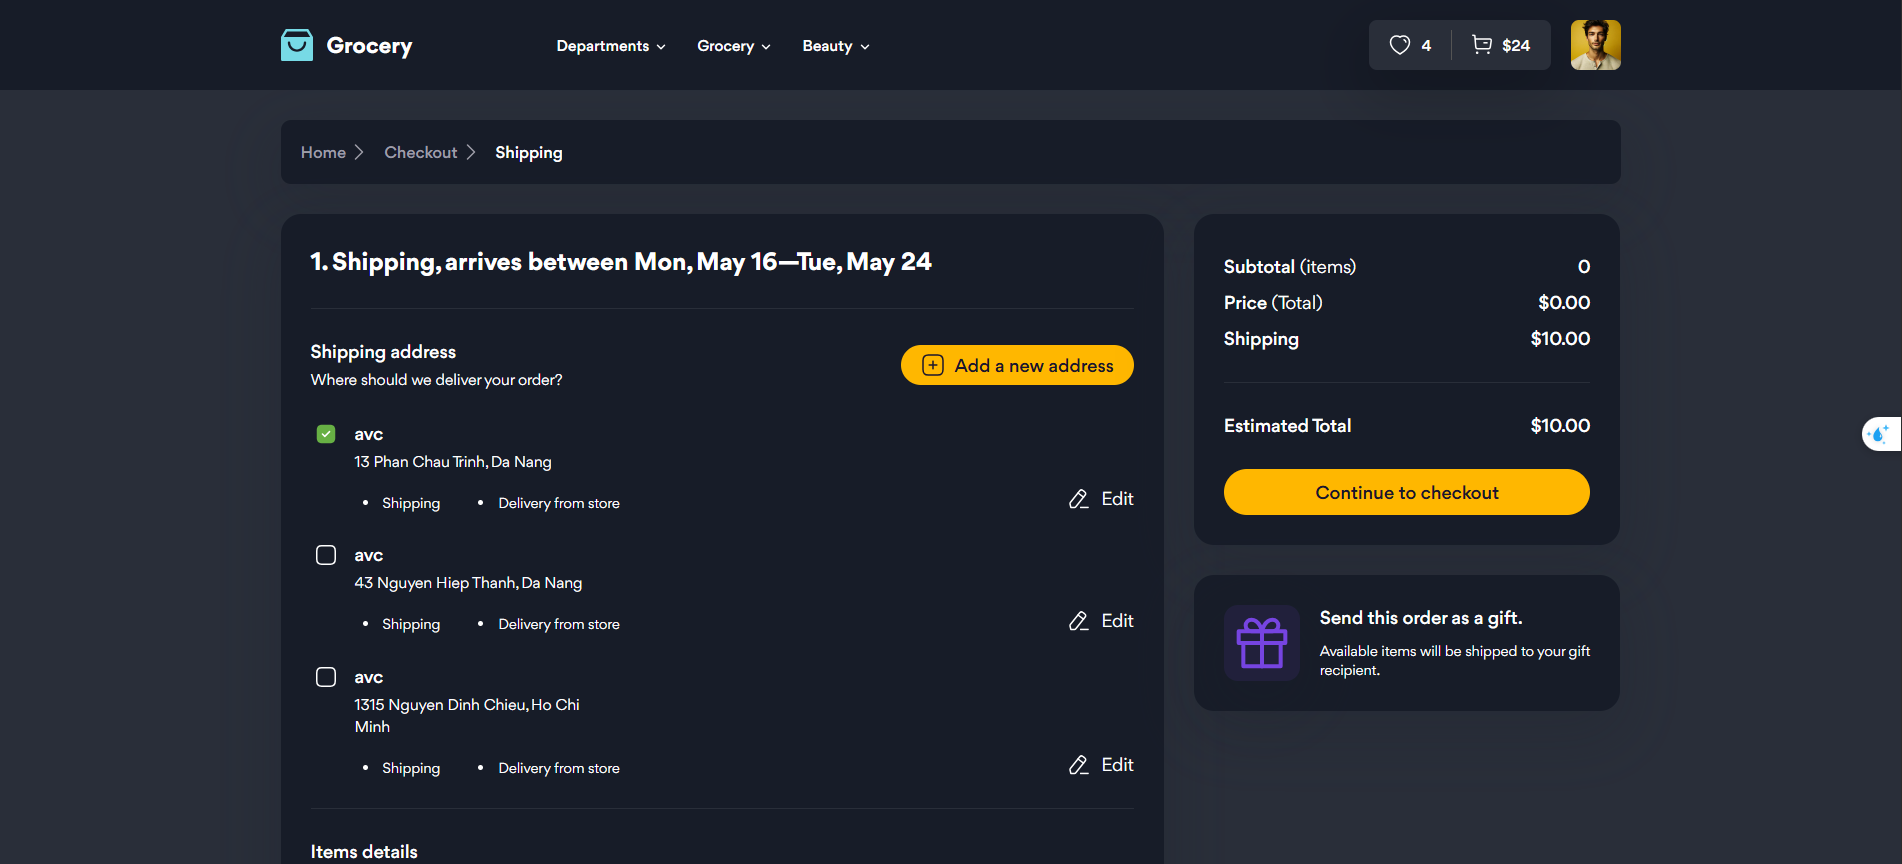 Grocery
Departments
Grocery
Beauty
4
$24
Home
Checkout
Shipping
1. Shipping, arrives between Mon, May 16—Tue, May 24
Shipping address
Where should we deliver your order?
Add a new address
avc
13 Phan Chau Trinh, Da Nang
• Shipping
• Delivery from store
Edit
avc
43 Nguyen Hiep Thanh, Da Nang
• Shipping
• Delivery from store
Edit
avc
1315 Nguyen Dinh Chieu, Ho Chi
Minh
• Shipping
• Delivery from store
Edit
Items details
Subtotal (items) 0
Price (Total) $0.00
Shipping $10.00
Estimated Total $10.00
Continue to checkout
Send this order as a gift.
Available items will be shipped to your gift
recipient.